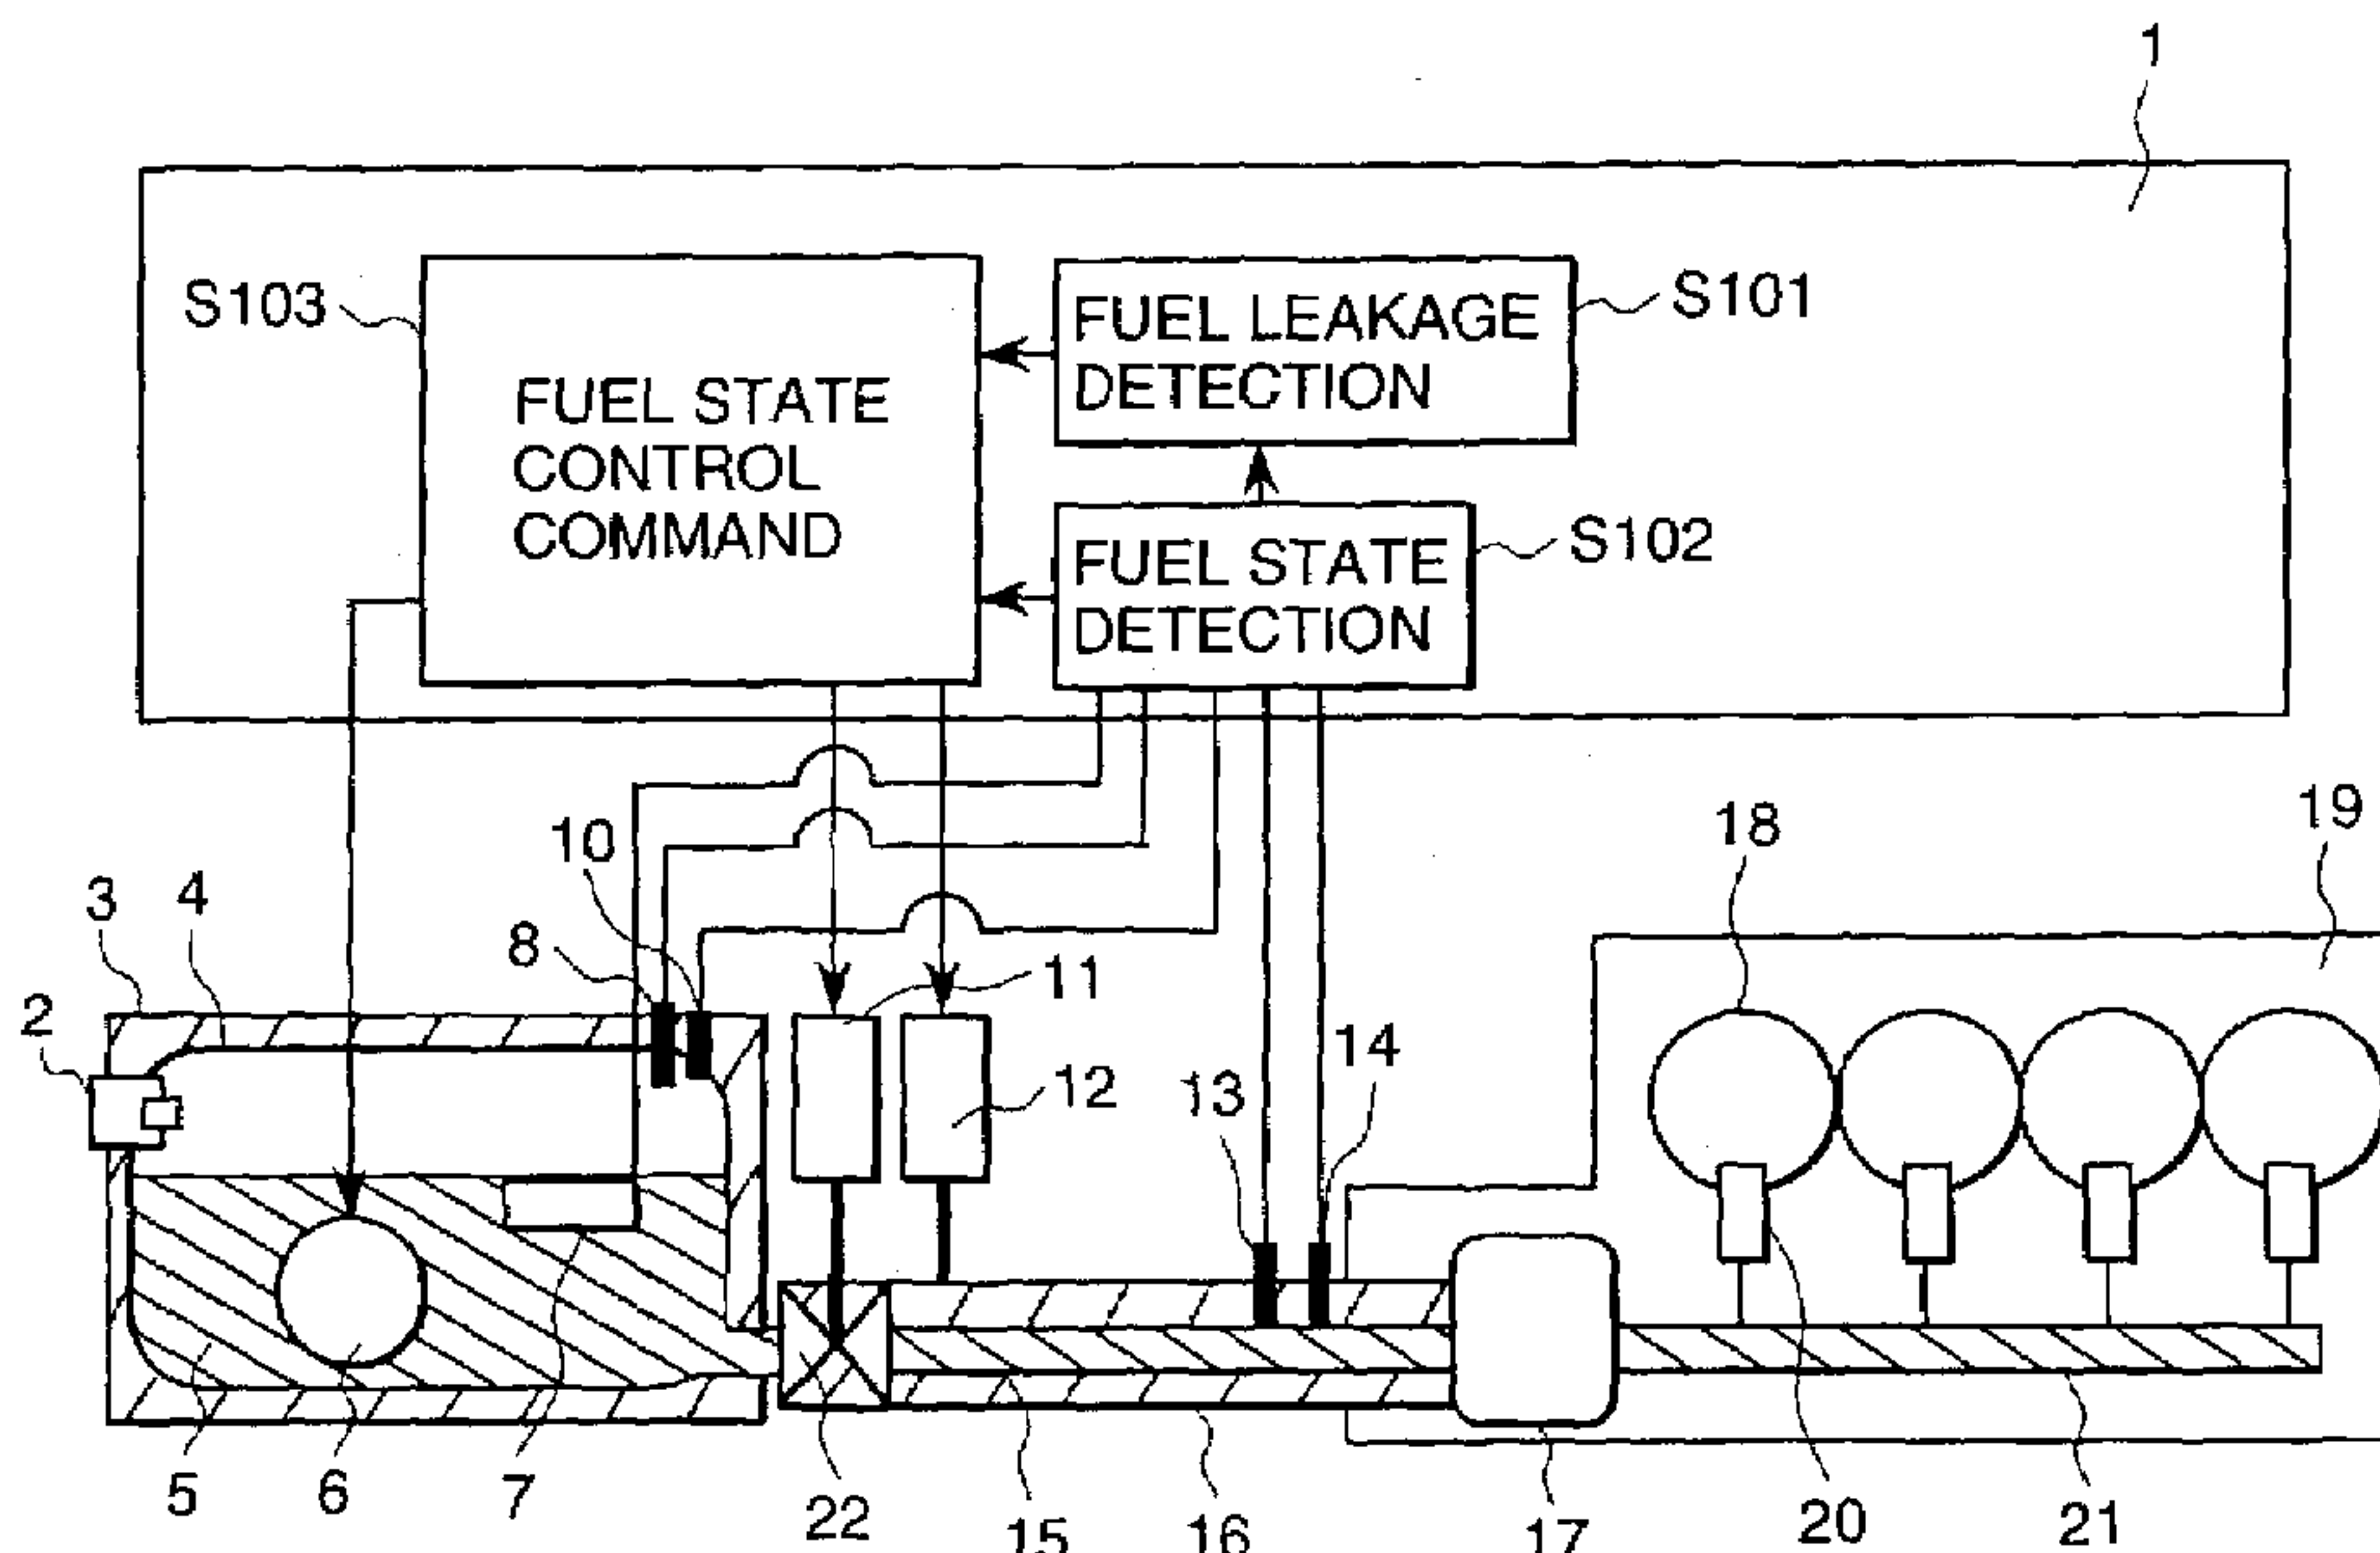 1
S103
FUEL STATE
CONTROL
COMMAND
FUEL LEAKAGE
DETECTION
S101
FUEL STATE
DETECTION
S102
10
18
19
3
4
8
11
2
12
13
14
5
6
7
22
15
16
17
20
21